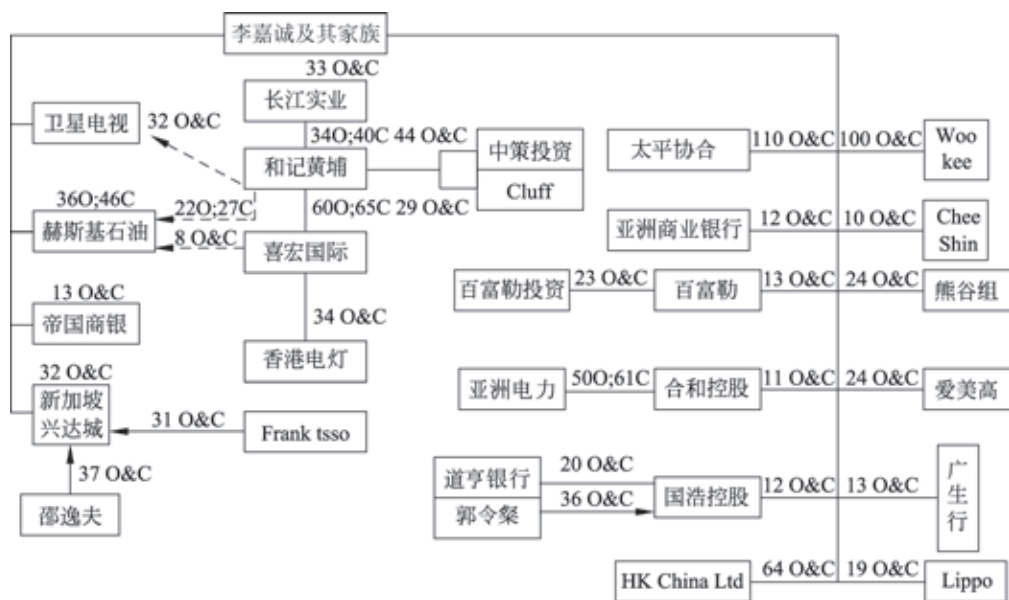 李嘉诚及其家族
33 O&C
长江实业
卫星电视
32 O&C
34O;40C 44 O&C
和记黄埔
中策投资
Cluff
太平协合
110 O&C
100 O&C
Woo
kee
36O;46C
赫斯基石油
22O;27C
8 O&C
60O;65C 29 O&C
喜宏国际
亚洲商业银行
12 O&C
10 O&C
Chee
Shin
百富勒投资
23 O&C
百富勒
13 O&C
24 O&C
熊谷组
13 O&C
帝国商银
34 O&C
香港电灯
32 O&C
新加坡
兴达城
31 O&C
Frank tsso
37 O&C
邵逸夫
亚洲电力
50O;61C
合和控股
11 O&C
24 O&C
爱美高
道亨银行
郭令燊
20 O&C
36 O&C
国浩控股
12 O&C
13 O&C
广
生
行
HK China Ltd
64 O&C
19 O&C
Lippo